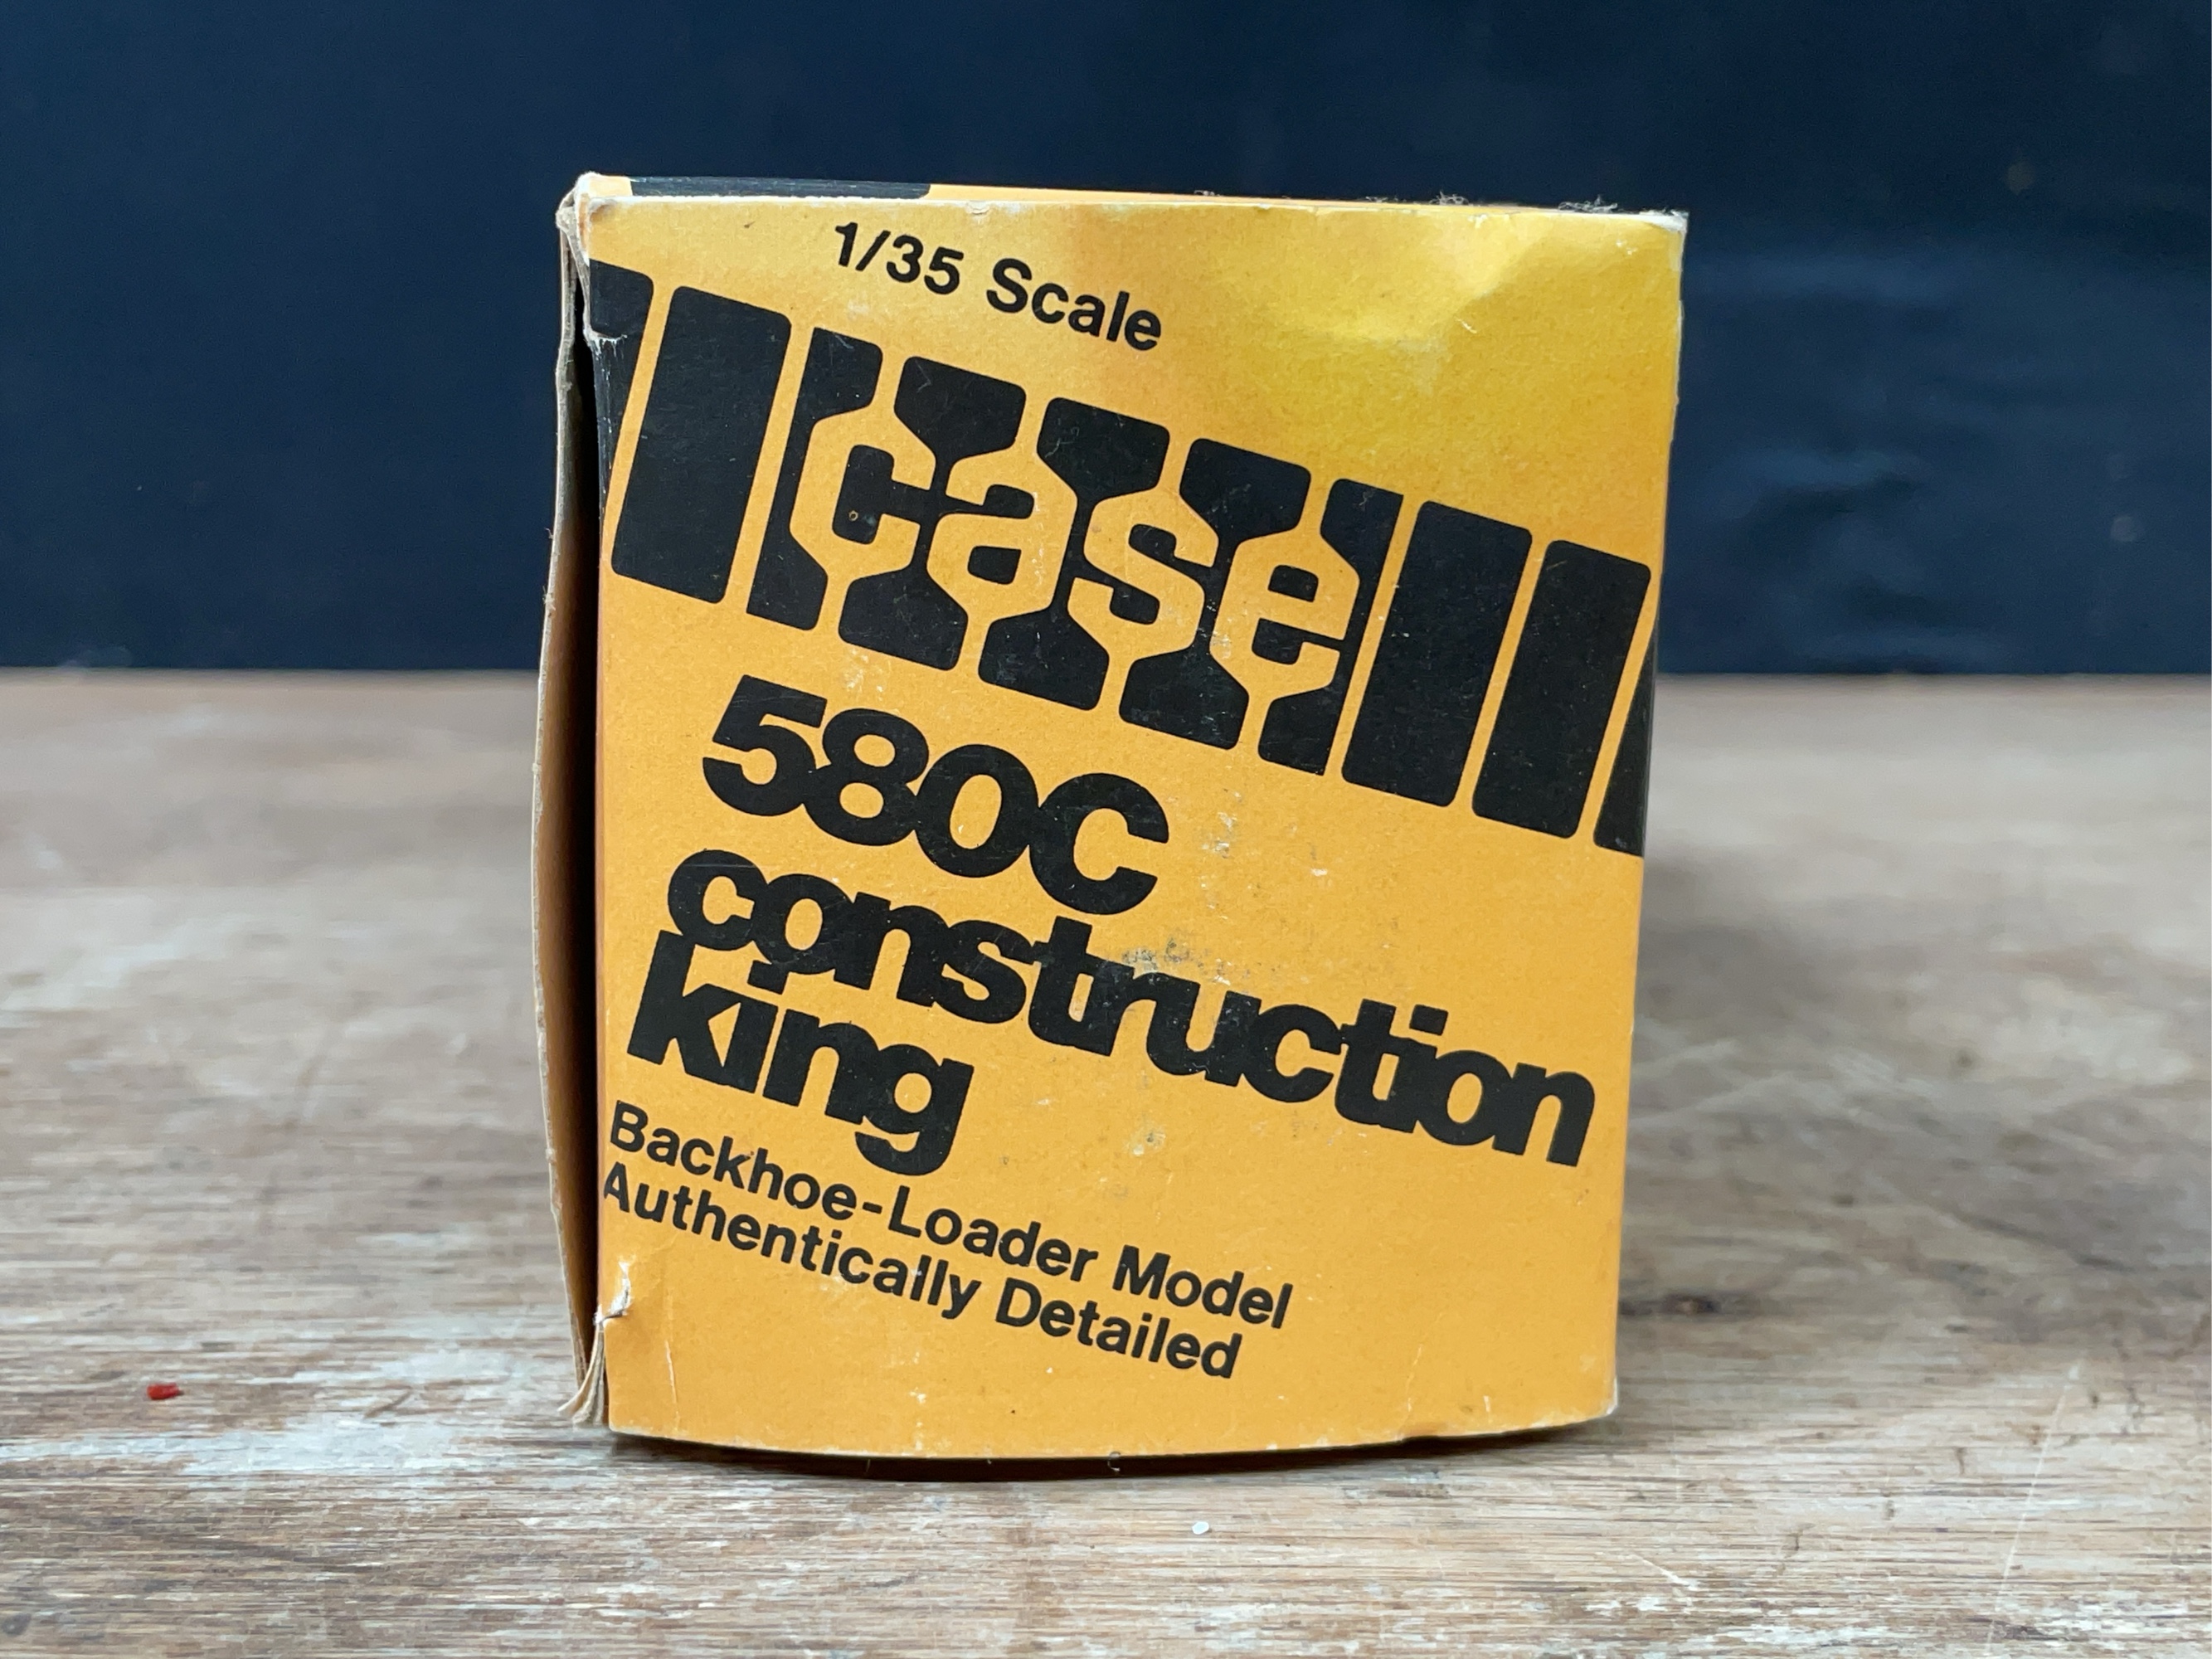 1/35 Scale
case
580C
construction
king
Backhoe-Loader Model
Authentically Detailed